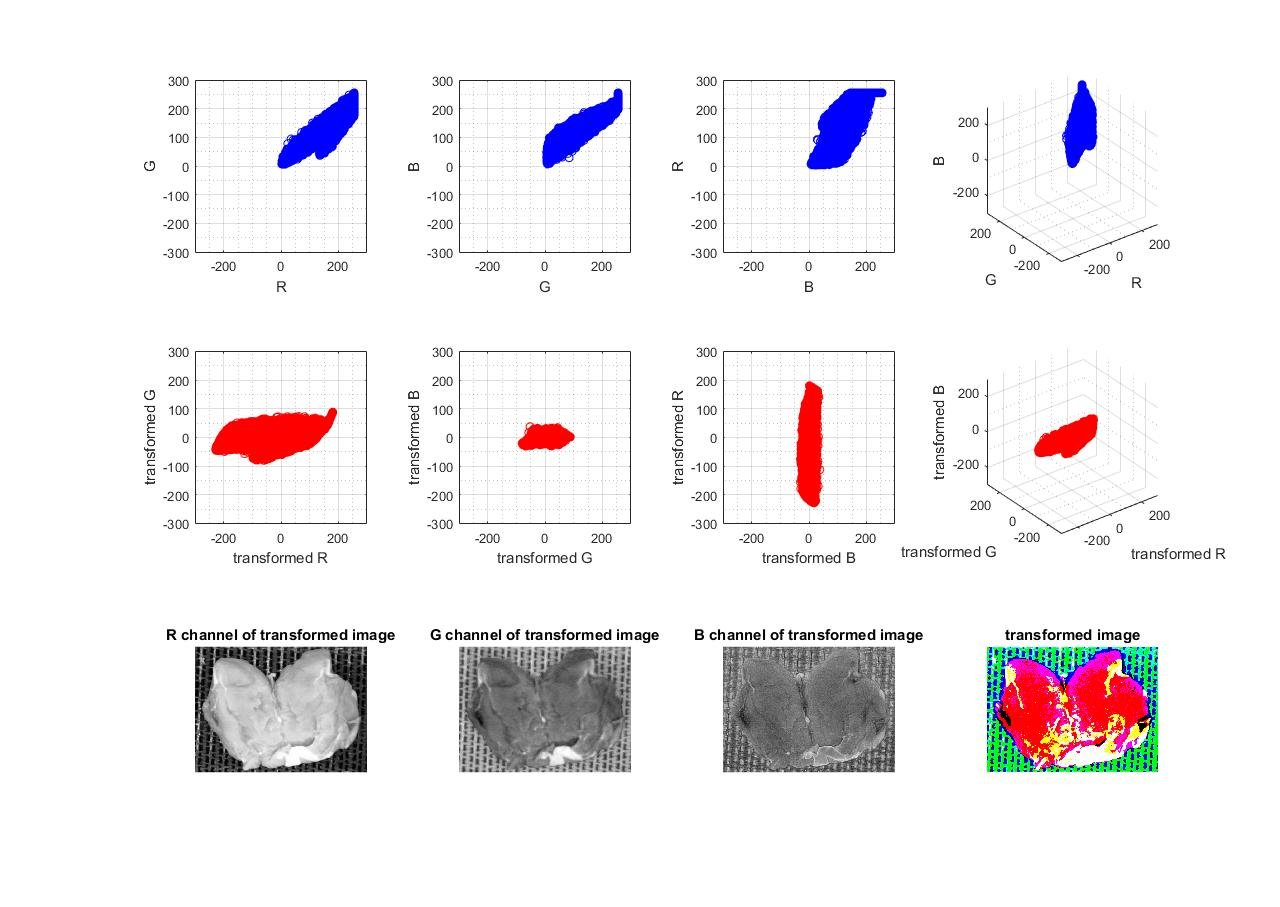 300
200
100
0
-100
-200
-300
G
-200 0 200
R
300
200
100
0
-100
-200
-300
B
-200 0 200
G
300
200
100
0
-100
-200
-300
R
-200 0 200
B
200
0
-200
B
200
0
-200
G
-200
0
200
R
300
200
100
0
-100
-200
-300
transformed G
-200 0 200
transformed R
300
200
100
0
-100
-200
-300
transformed B
-200 0 200
transformed G
300
200
100
0
-100
-200
-300
transformed R
-200 0 200
transformed B
200
0
-200
transformed B
200
0
-200
transformed G
-200
0
200
transformed R
R channel of transformed image
G channel of transformed image
B channel of transformed image
transformed image